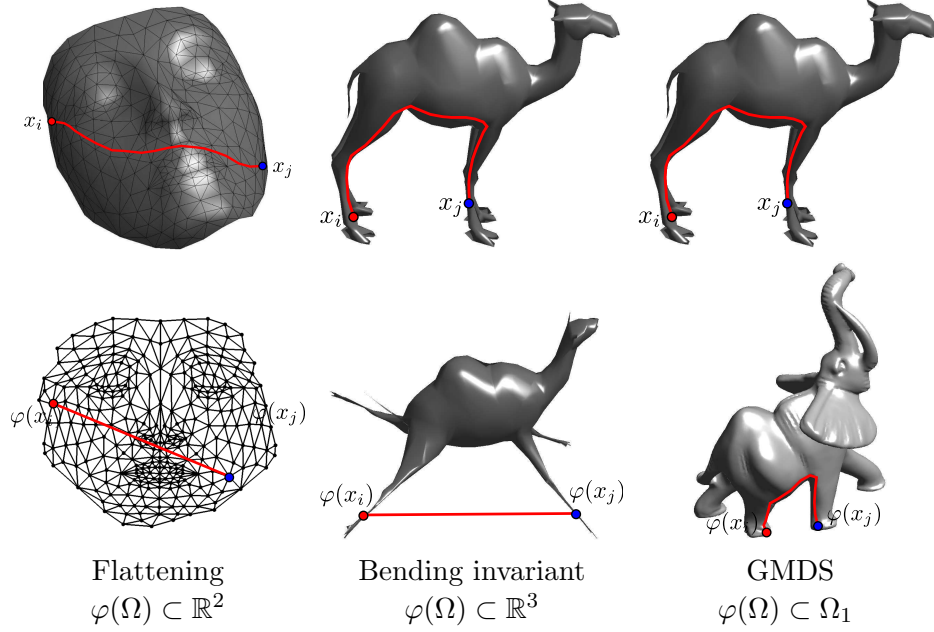 x_i
x_j
x_i
x_j
x_i
x_j
φ(x_i
φ(x_j)
φ(x_i)
φ(x_j)
φ(x_i)
φ(x_j)
Flattening
φ(Ω) ⊂ ℝ²
Bending invariant
φ(Ω) ⊂ ℝ³
GMDS
φ(Ω) ⊂ Ω₁